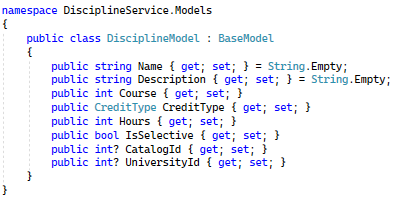 namespace DisciplineService.Models
{
    public class DisciplineModel : BaseModel
    {
        public string Name { get; set; } = String.Empty;
        public string Description { get; set; } = String.Empty;
        public int Course { get; set; }
        public CreditType CreditType { get; set; }
        public int Hours { get; set; }
        public bool IsSelective { get; set; }
        public int? CatalogId { get; set; }
        public int? UniversityId { get; set; }
    }
}